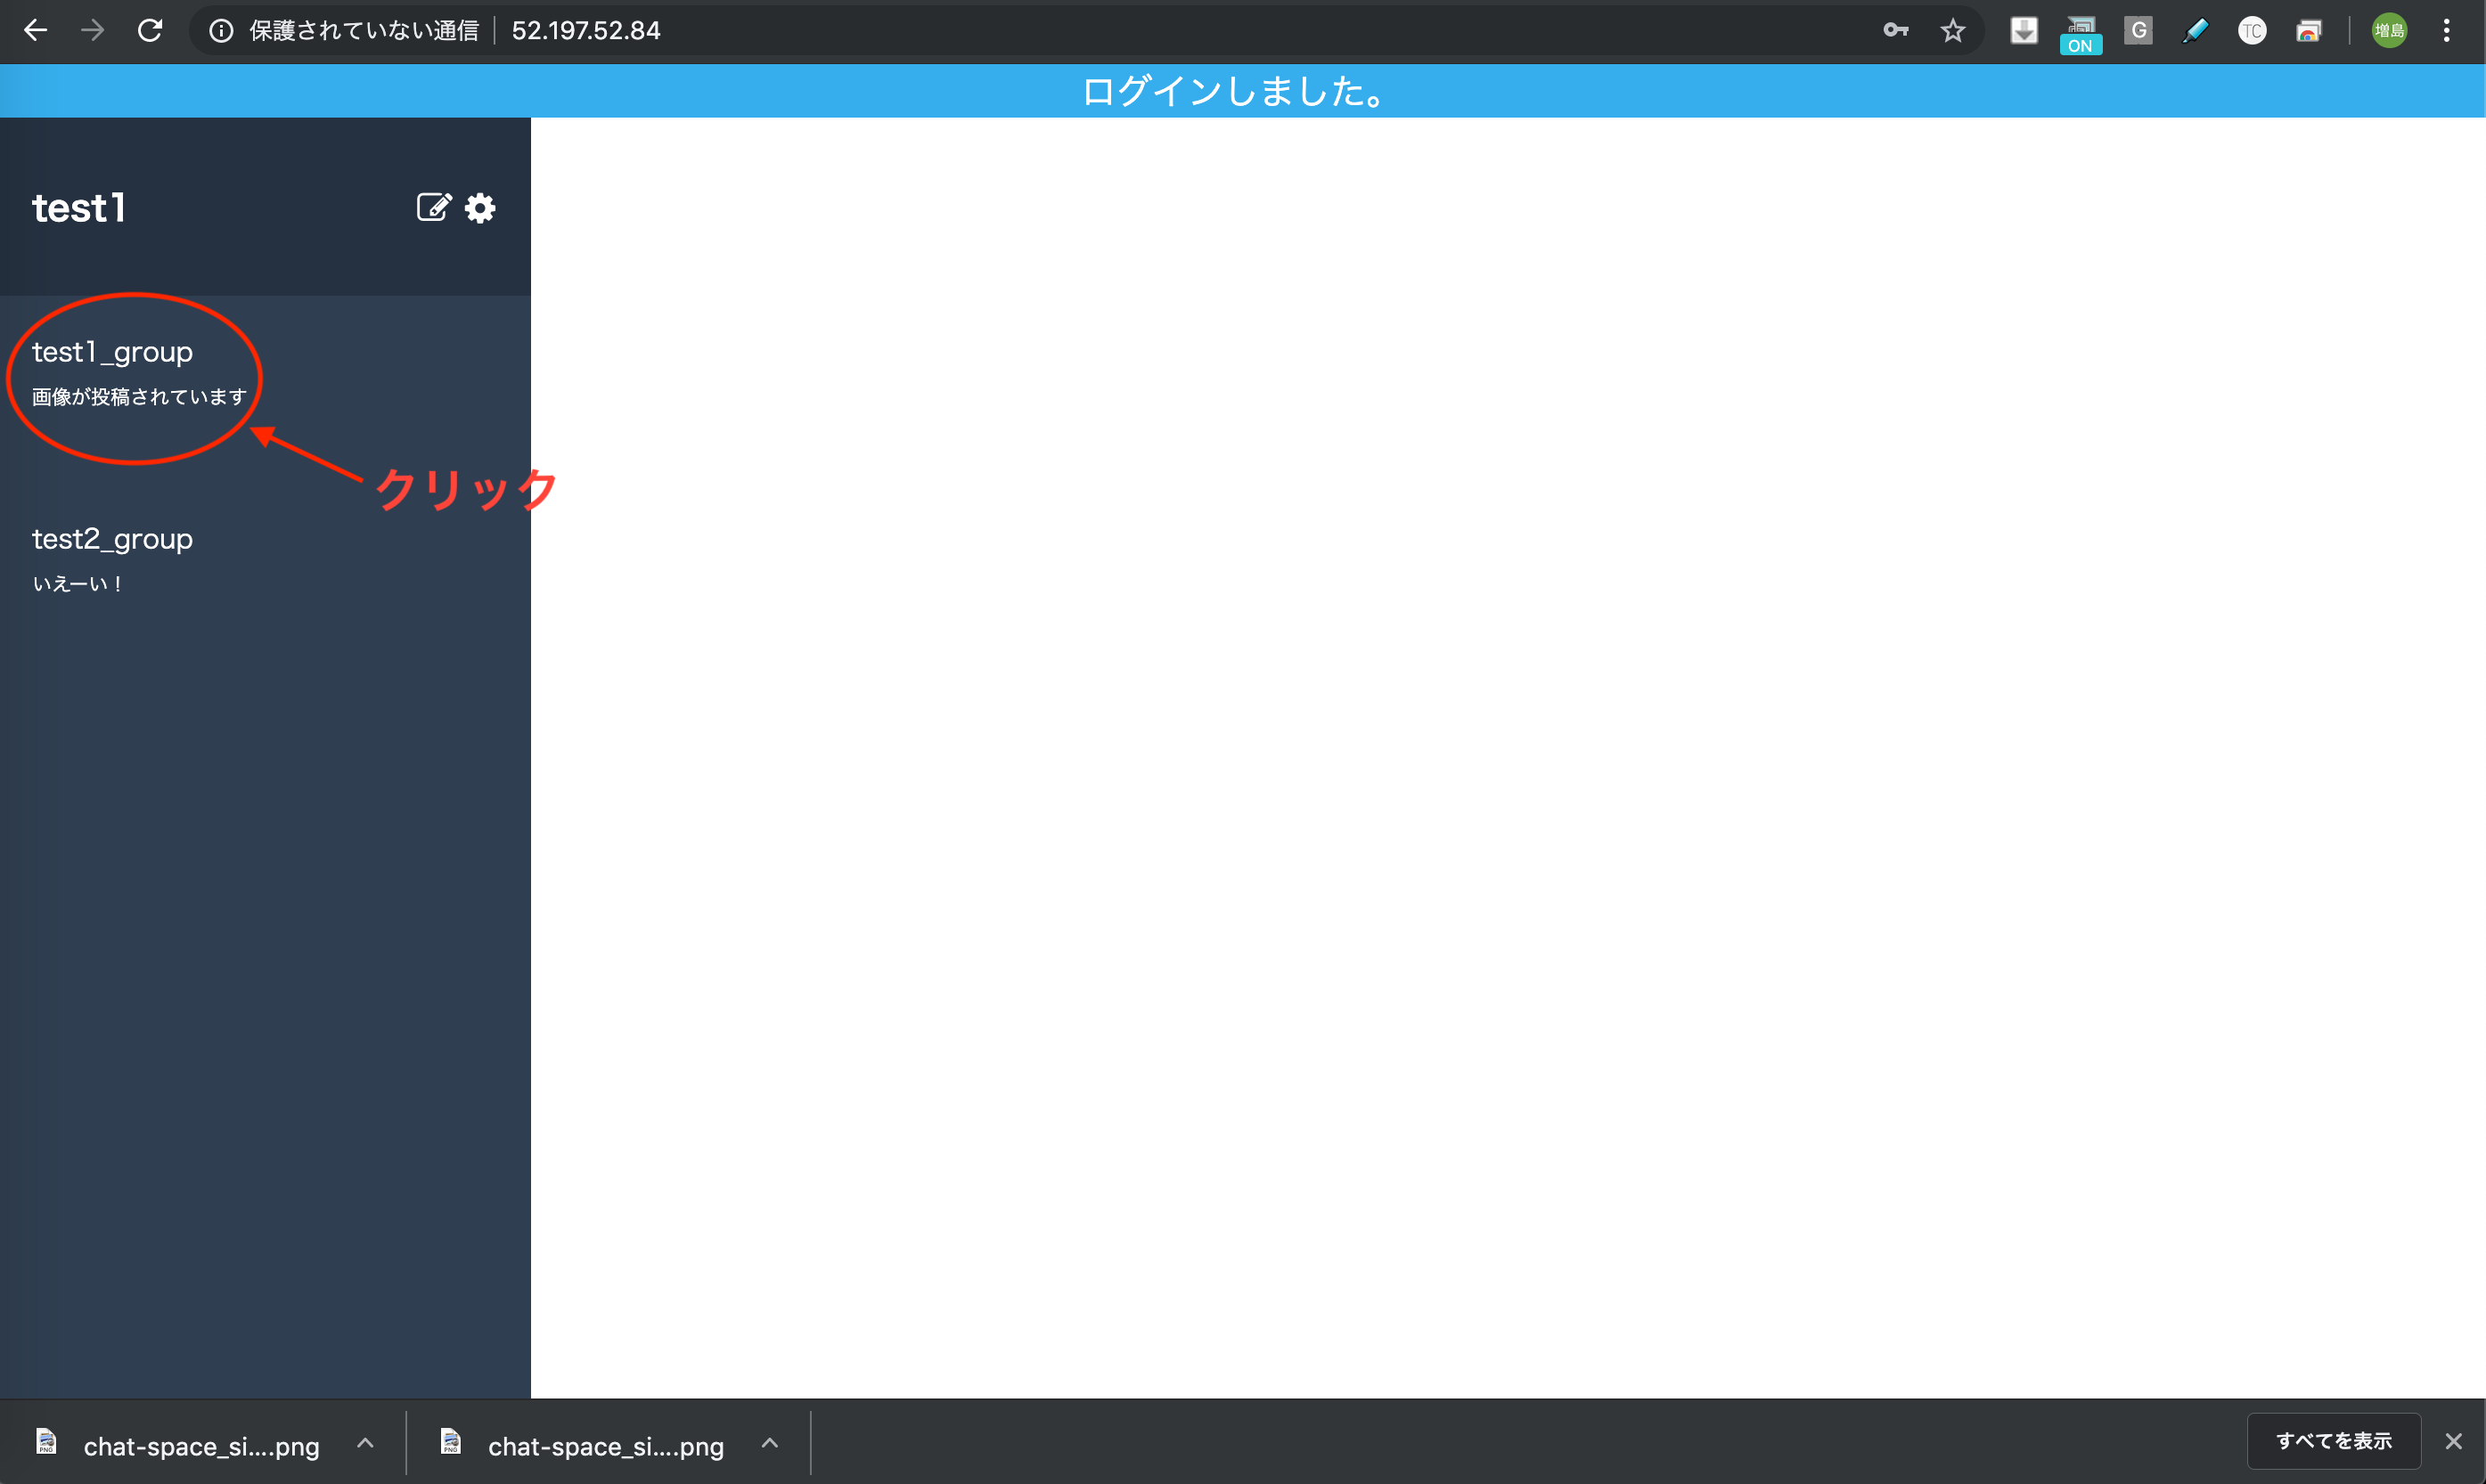 保護されていない通信 52.197.52.84
ON
G
TC
増島
ログインしました。
test1
test1_group
画像が投稿されています
クリック
test2_group
いえーい！
PNG
chat-space_si....png
PNG
chat-space_si....png
すべてを表示